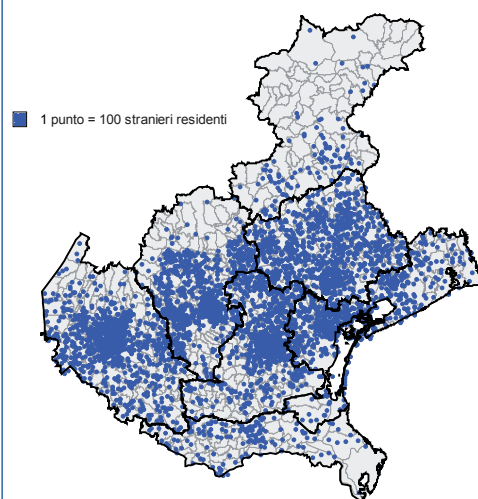 1 punto = 100 stranieri residenti